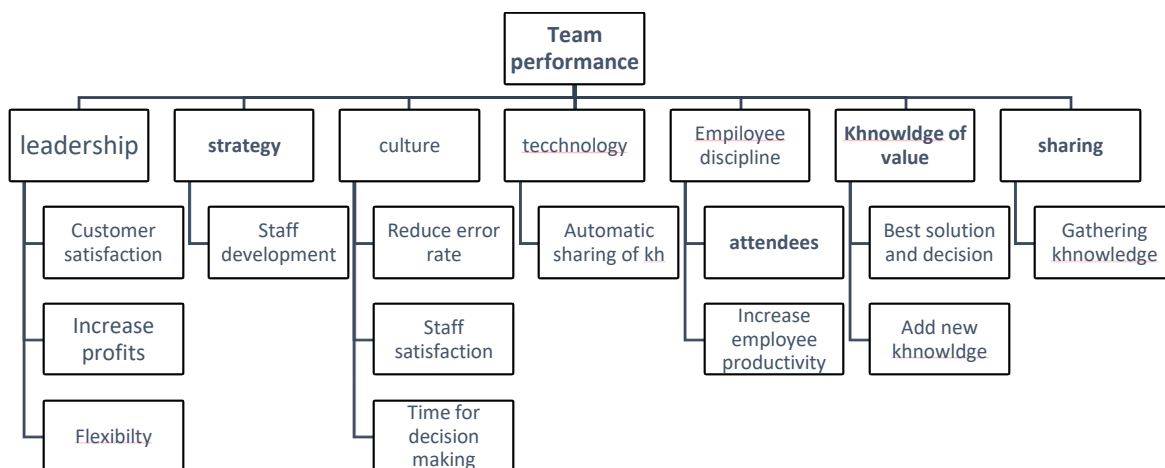 Team
performance
leadership
strategy
culture
tecchnology
Empiloyee
discipline
Khnowldge of
value
sharing
Customer
satisfaction
Staff
development
Reduce error
rate
Automatic
sharing of kh
attendees
Best solution
and decision
Gathering
khnowledge
Increase
profits
Staff
satisfaction
Increase
employee
productivity
Add new
khnowldge
Flexibilty
Time for
decision
making